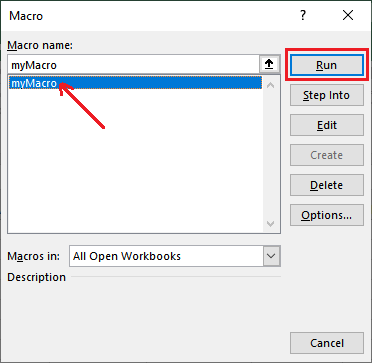 Macro
Macro name:
myMacro
Run
myMacro
Step Into
Edit
Create
Delete
Options...
Macros in:
All Open Workbooks
Description
Cancel